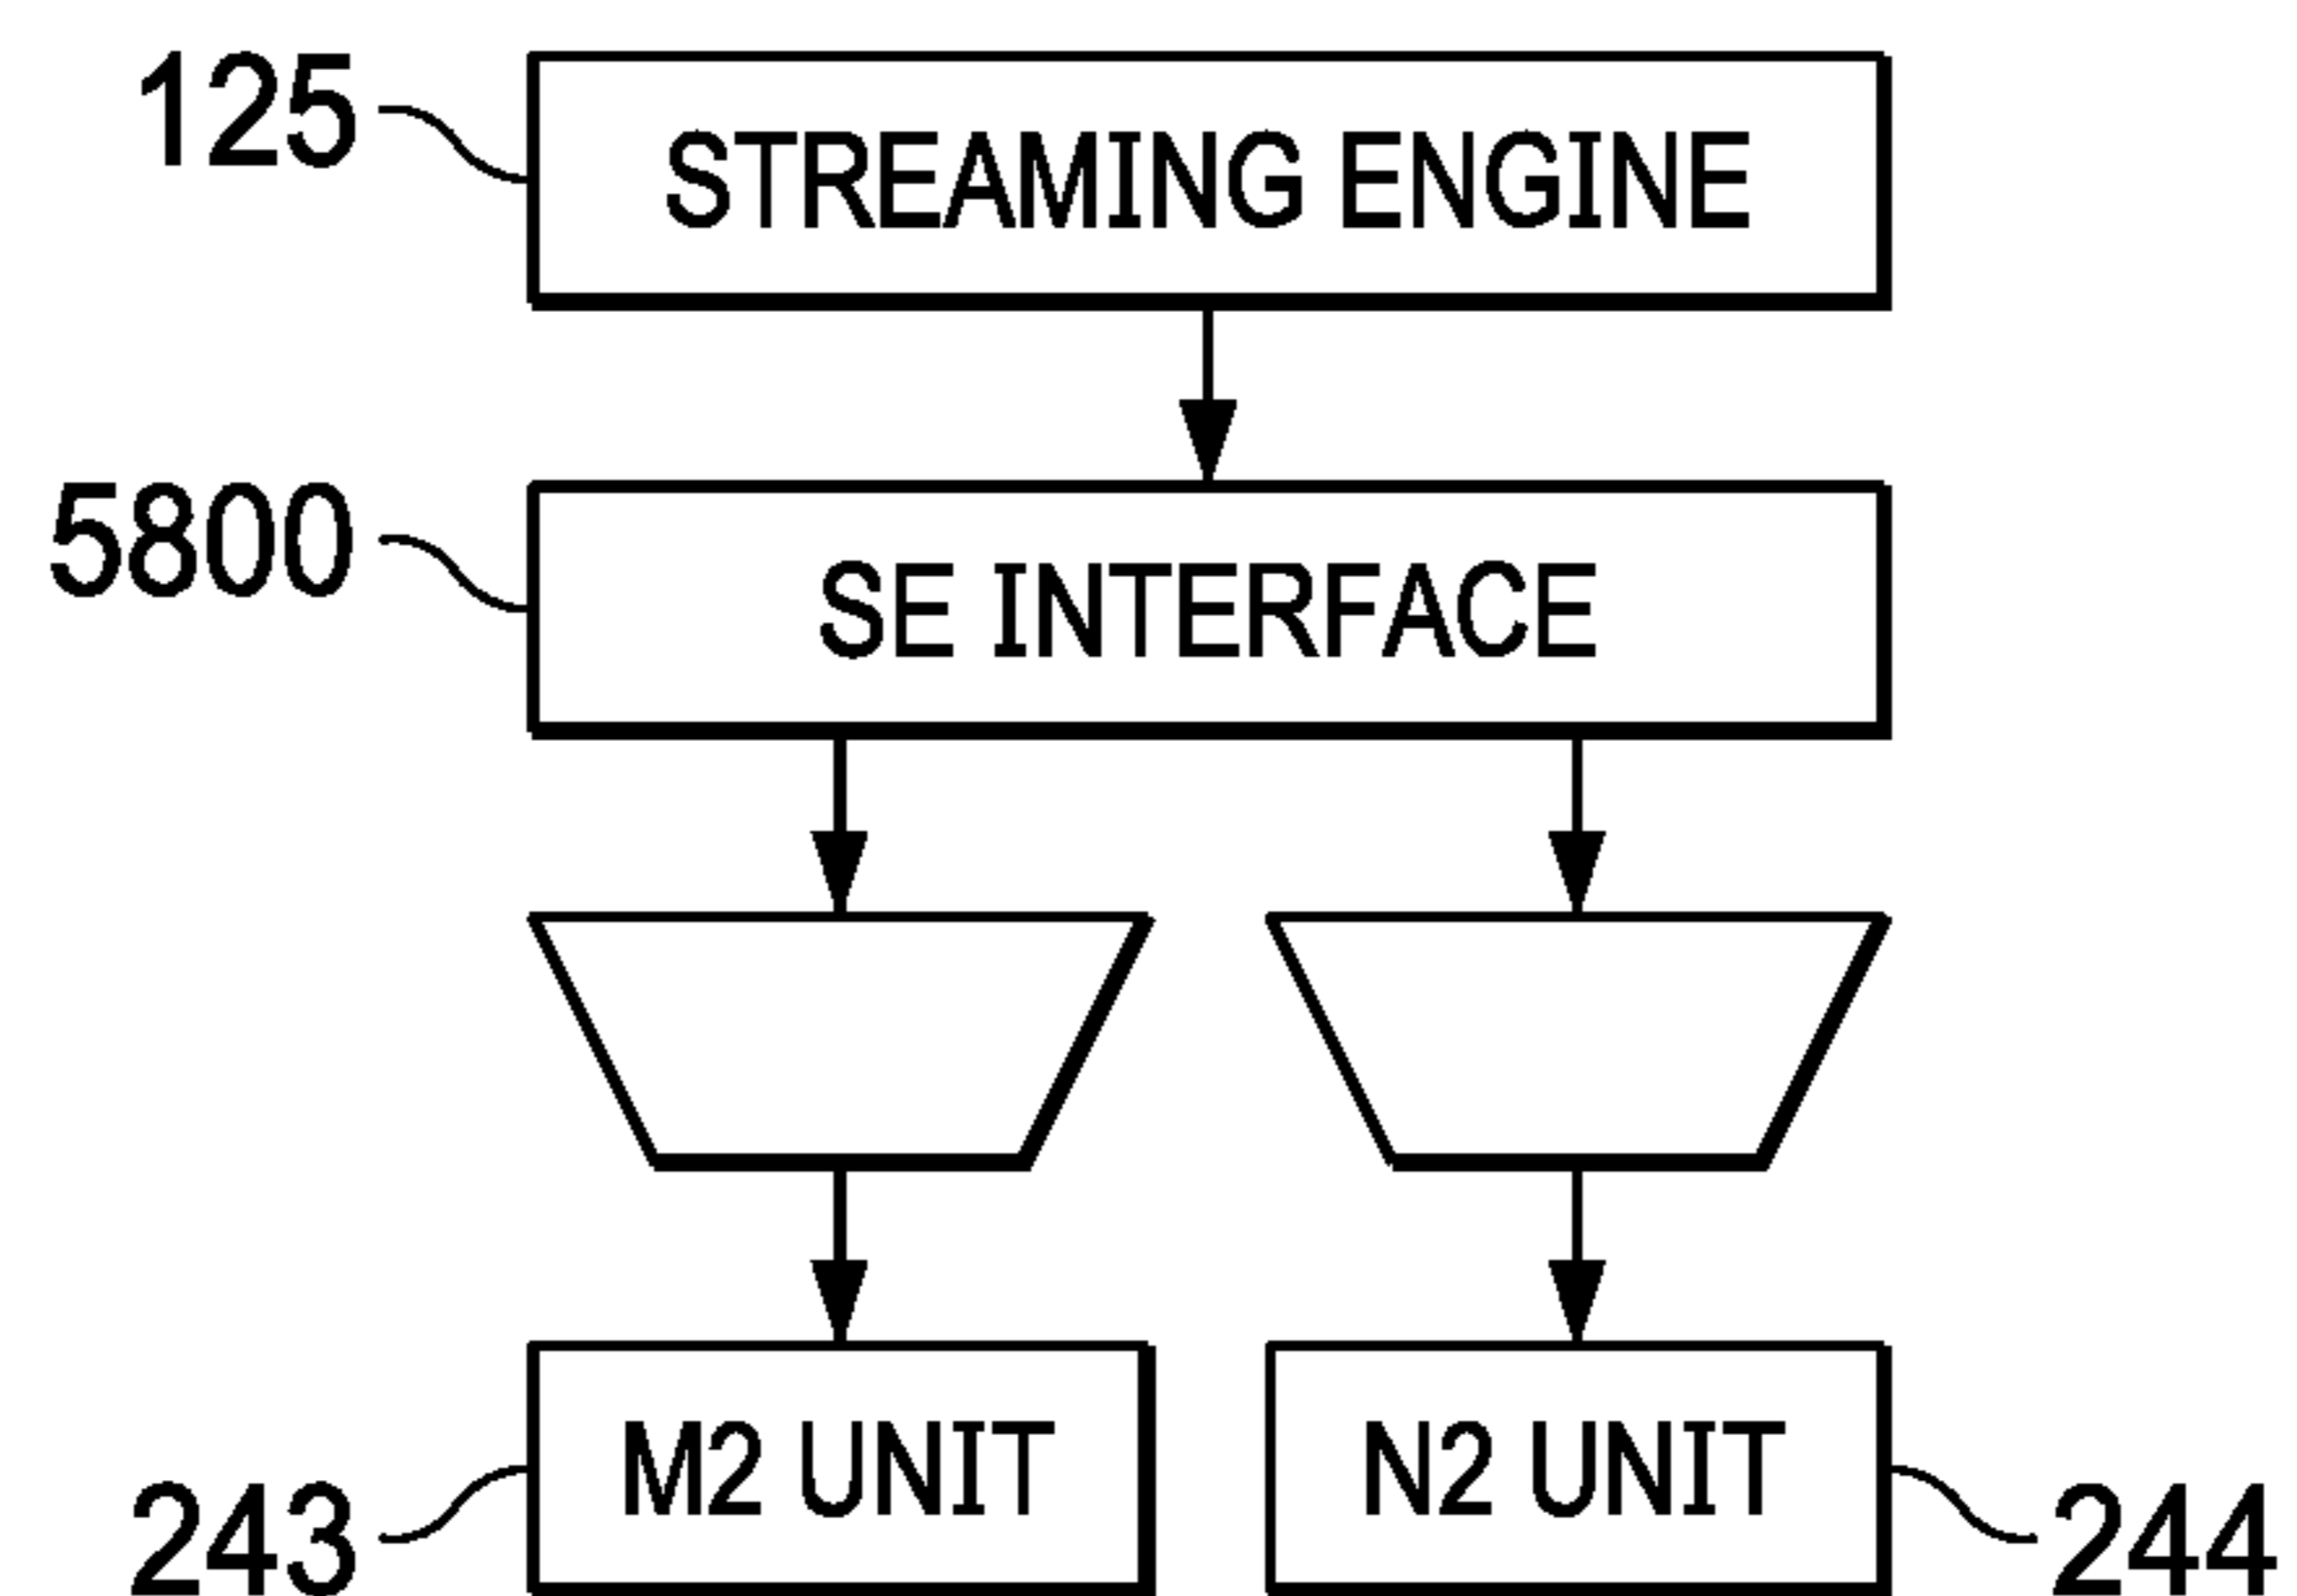 125
STREAMING ENGINE
5800
SE INTERFACE
M2 UNIT
N2 UNIT
243
244